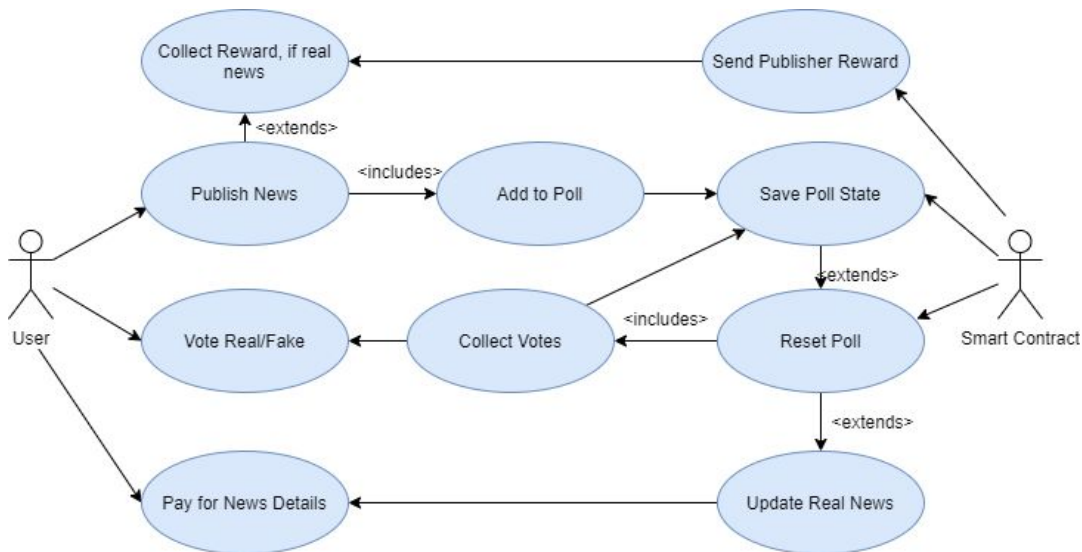 Collect Reward, if real
news
Send Publisher Reward
<extends>
Publish News
<includes>
Add to Poll
Save Poll State
<extends>
User
Vote Real/Fake
Collect Votes
<includes>
Reset Poll
Smart Contract
<extends>
Pay for News Details
Update Real News